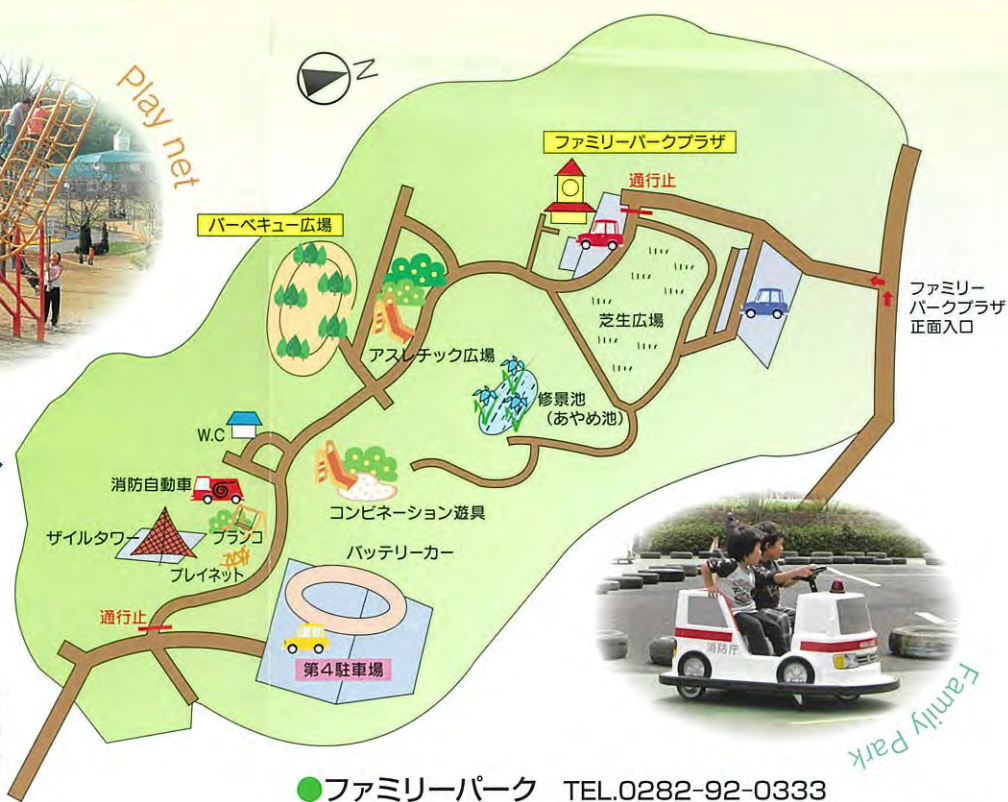 Play net
N
ファミリーパークプラザ
通行止
バーベキュー広場
ファミリー
パークプラザ
正面入口
芝生広場
アスレチック広場
修景池
(あやめ池)
W.C
消防自動車
コンビネーション遊具
ザイルタワー
ブランコ
プレイネット
バッテリーカー
通行止
第4駐車場
消防庁
Family Park
●ファミリーパーク TEL.0282-92-0333